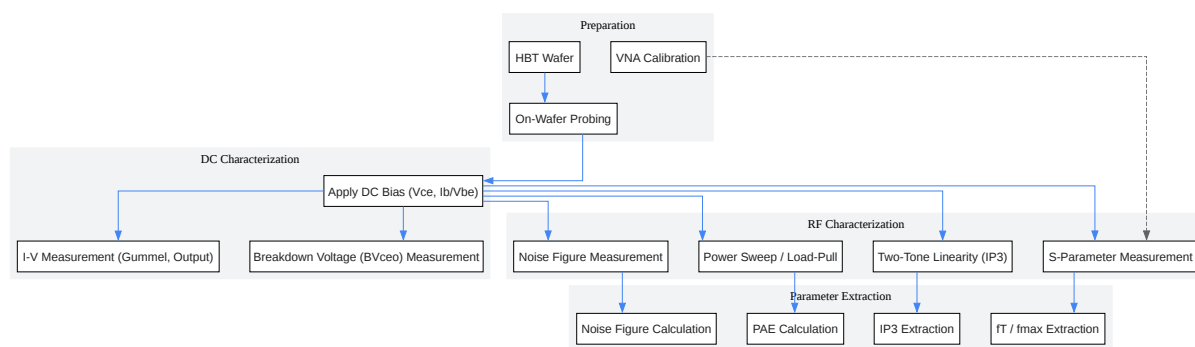 Preparation
HBT Wafer
VNA Calibration
On-Wafer Probing
DC Characterization
Apply DC Bias (Vce, Ib/Vbe)
I-V Measurement (Gummel, Output)
Breakdown Voltage (BVceo) Measurement
RF Characterization
Noise Figure Measurement
Power Sweep / Load-Pull
Two-Tone Linearity (IP3)
S-Parameter Measurement
Parameter Extraction
Noise Figure Calculation
PAE Calculation
IP3 Extraction
fT / fmax Extraction